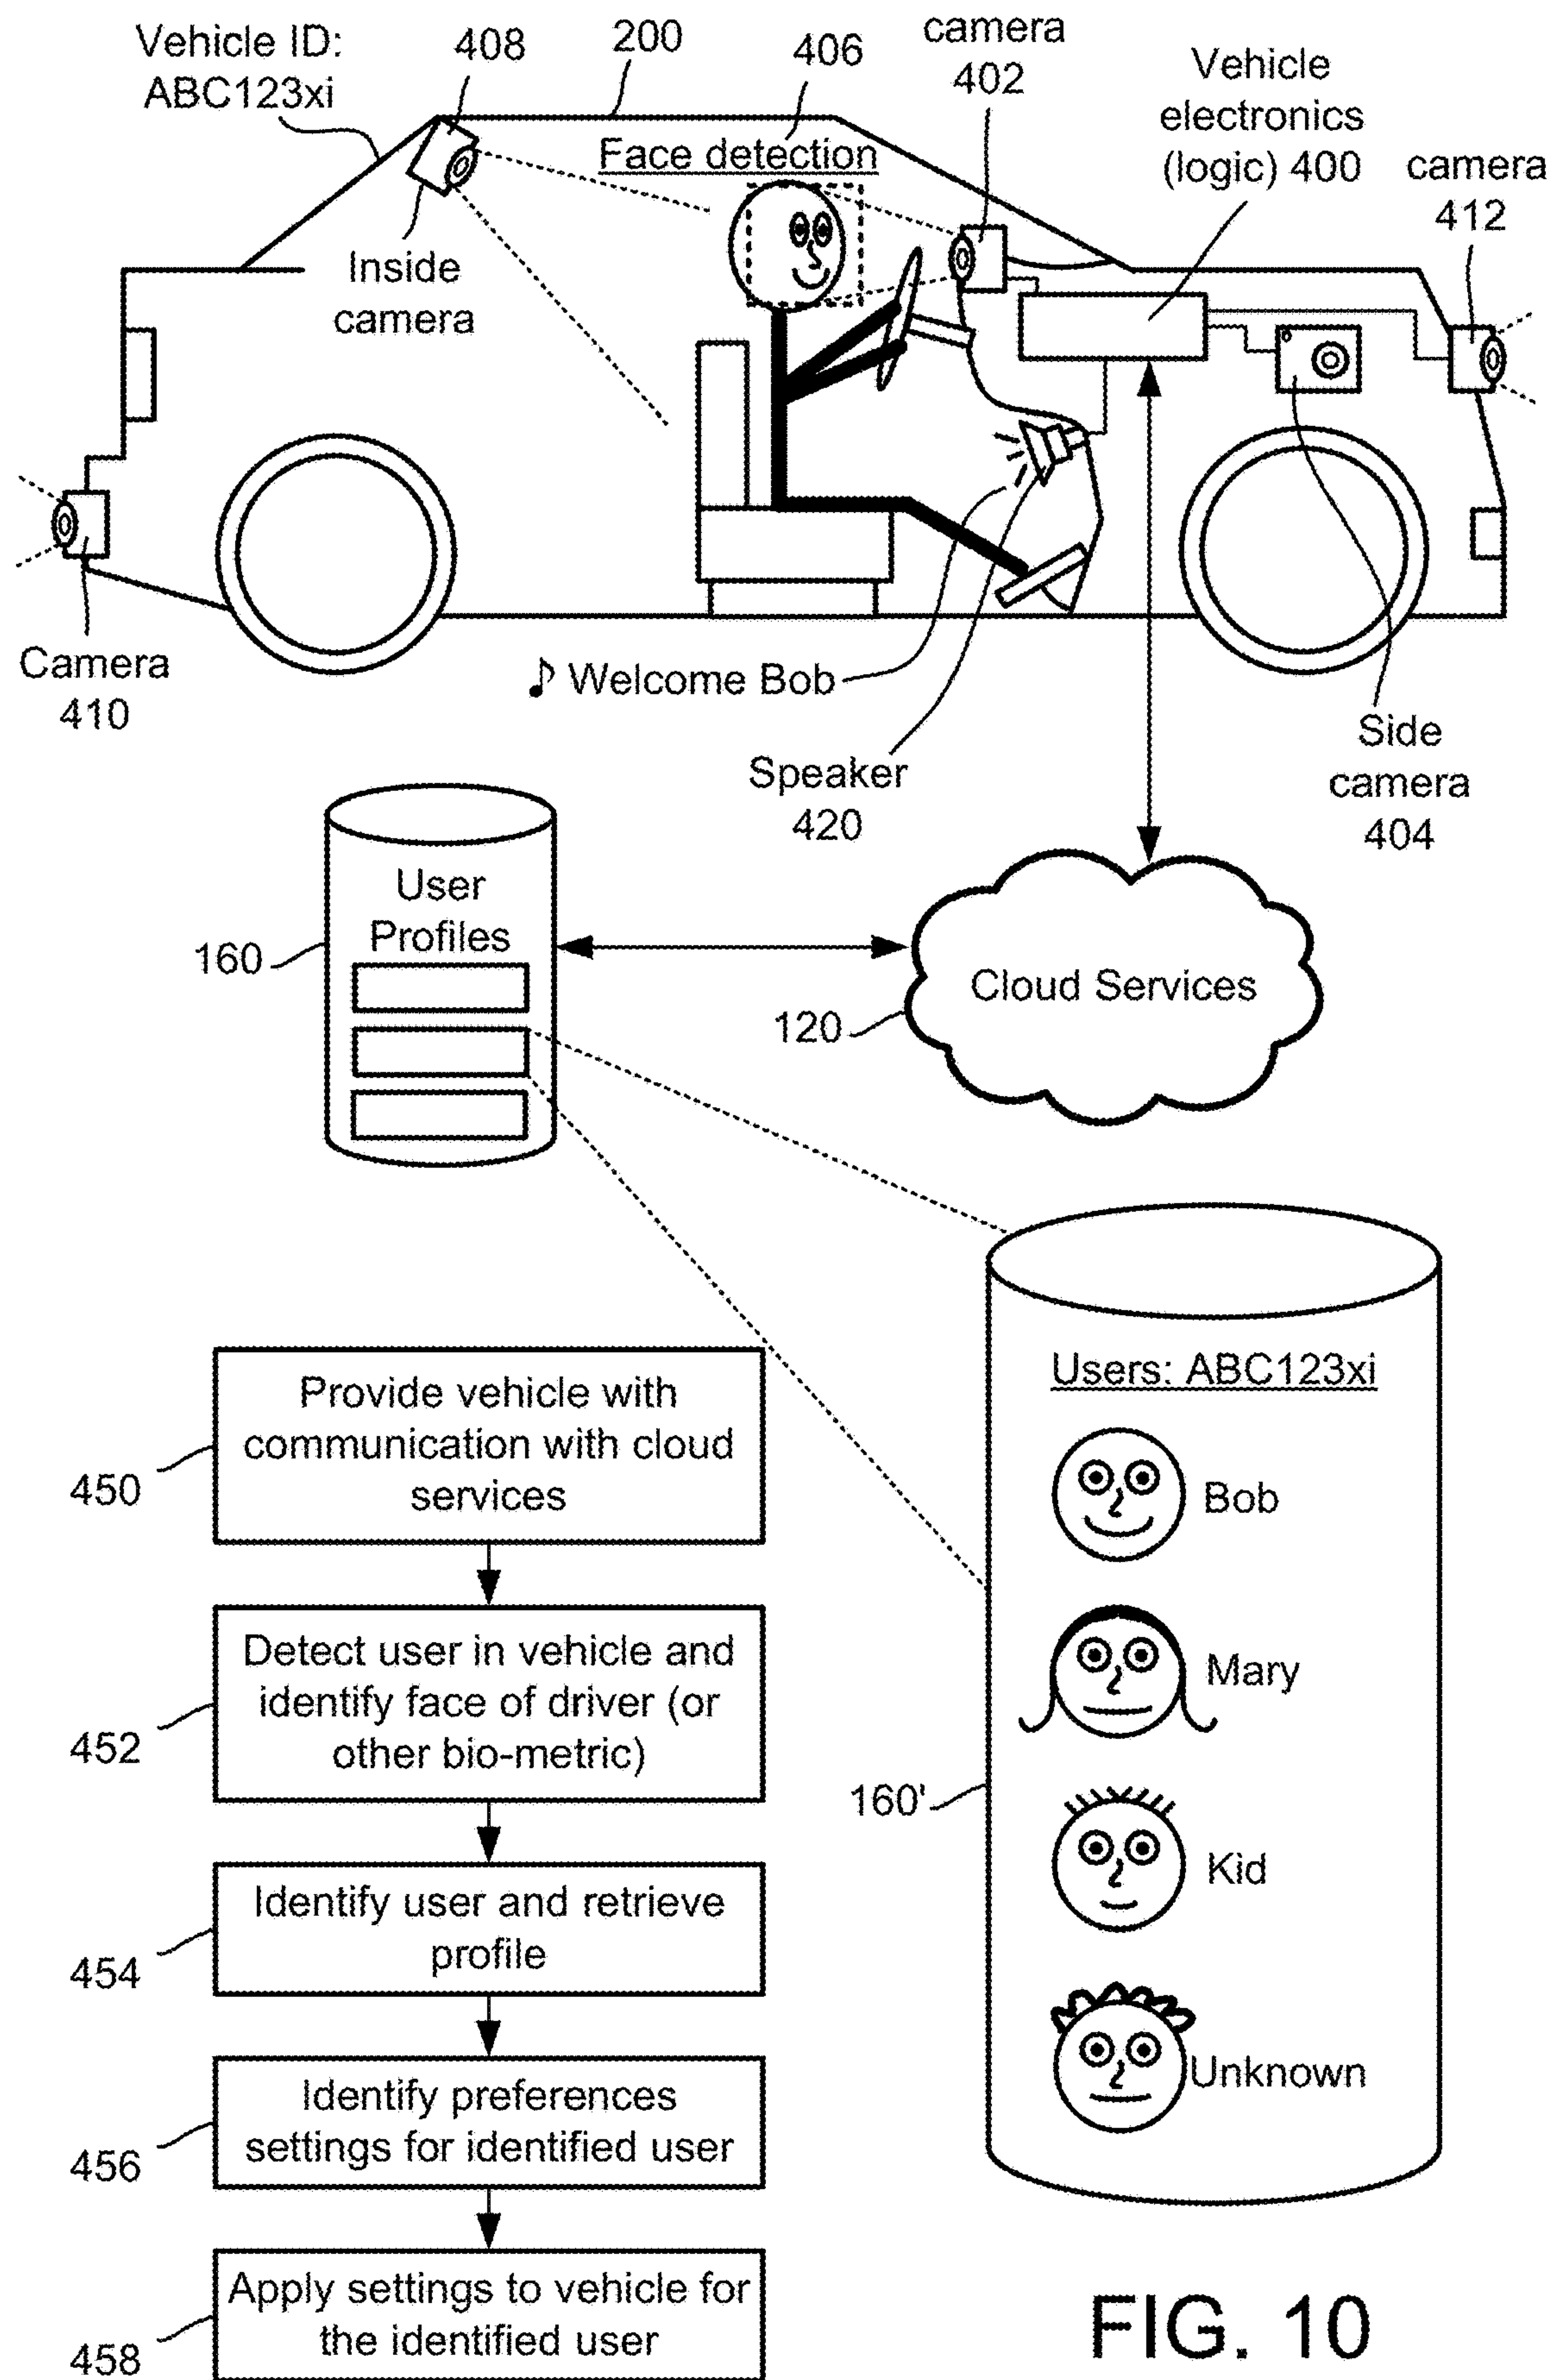 Vehicle ID:
ABC123xi
408
200
406
camera
402
Vehicle
electronics
(logic) 400
camera
412
Face detection
Inside
camera
Camera
410
♪ Welcome Bob
Speaker
420
Side
camera
404
User
Profiles
160
Cloud Services
120
Users: ABC123xi
Bob
Mary
Kid
Unknown
160'
Provide vehicle with
communication with cloud
services
450
Detect user in vehicle and
identify face of driver (or
other bio-metric)
452
Identify user and retrieve
profile
454
Identify preferences
settings for identified user
456
Apply settings to vehicle for
the identified user
458
FIG. 10